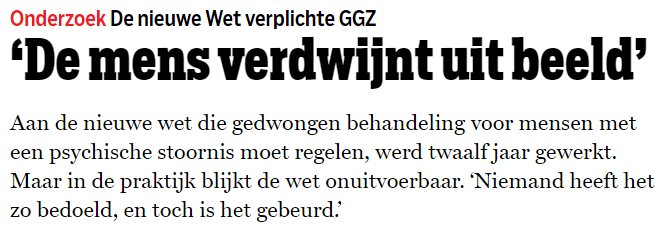 Onderzoek De nieuwe Wet verplichte GGZ
‘De mens verdwijnt uit beeld’
Aan de nieuwe wet die gedwongen behandeling voor mensen met
een psychische stoornis moet regelen, werd twaalf jaar gewerkt.
Maar in de praktijk blijkt de wet onuitvoerbaar. ‘Niemand heeft het
zo bedoeld, en toch is het gebeurd.’